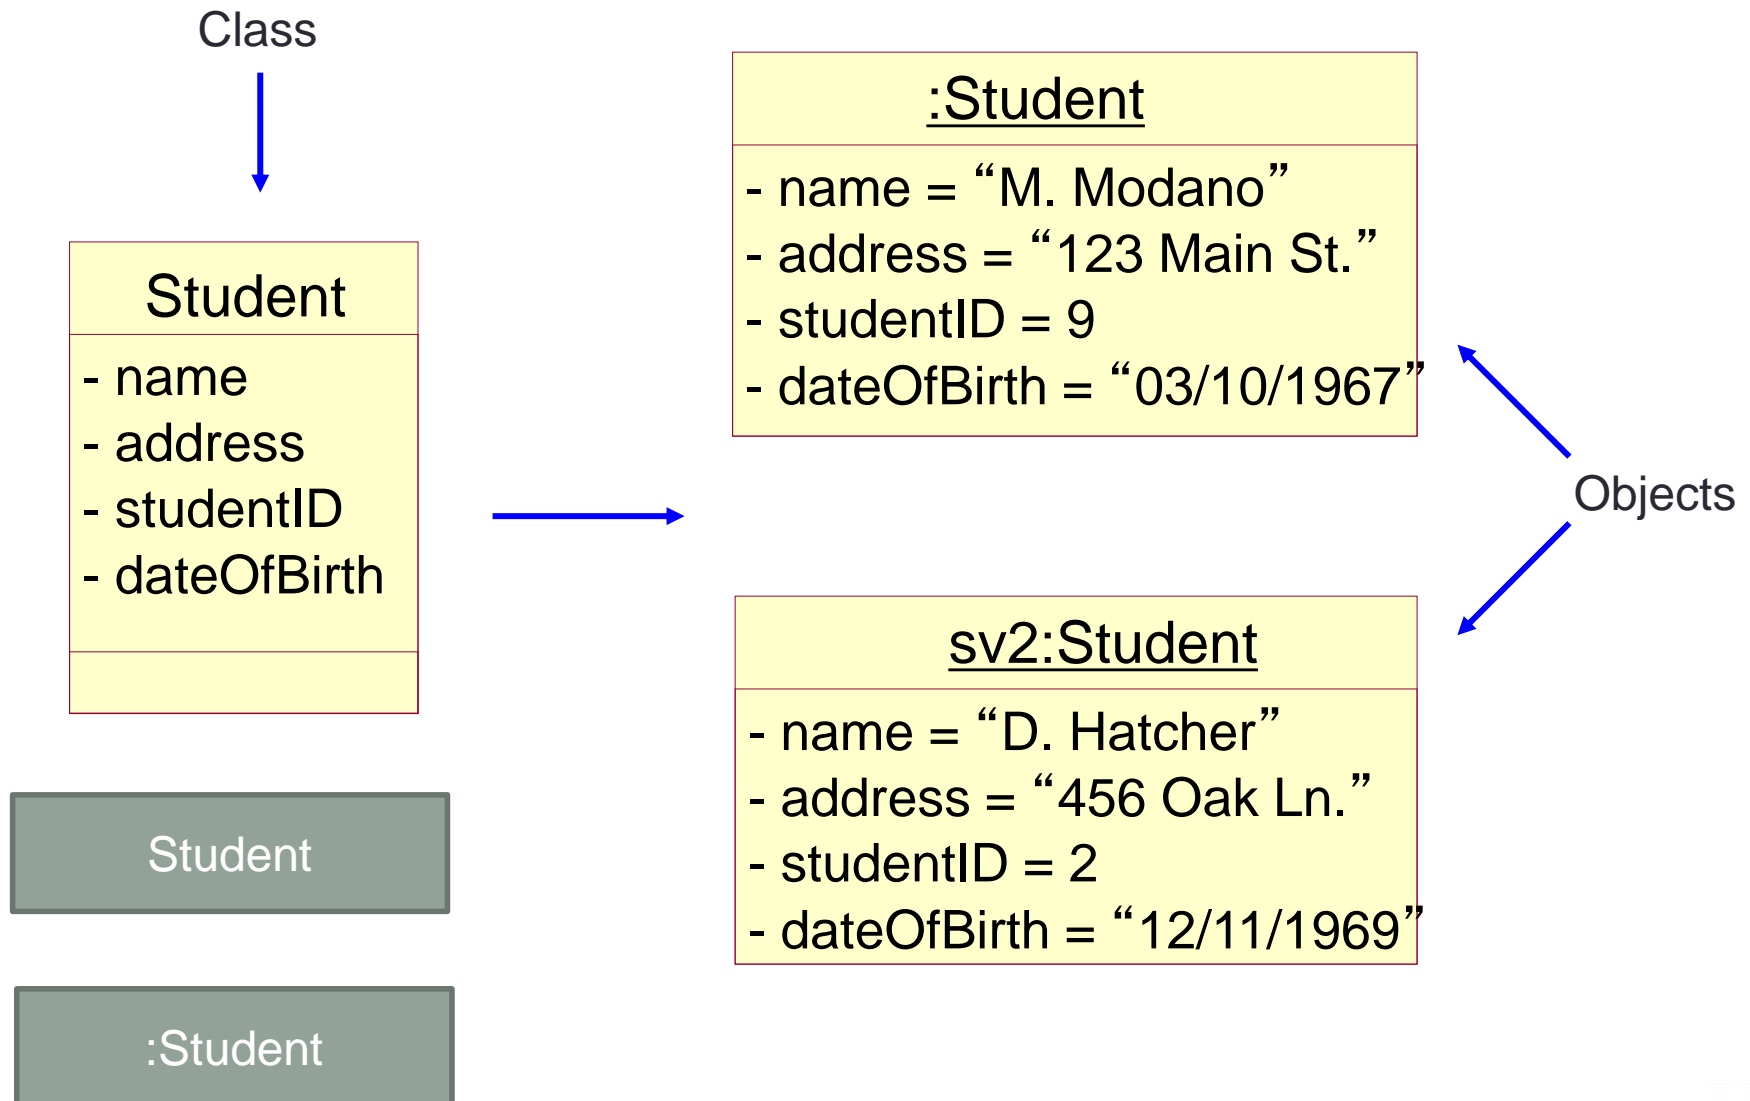 Class
Student
- name
- address
- studentID
- dateOfBirth
Student
:Student
:Student
- name = “M. Modano”
- address = “123 Main St.”
- studentID = 9
- dateOfBirth = “03/10/1967”
Objects
sv2:Student
- name = “D. Hatcher”
- address = “456 Oak Ln.”
- studentID = 2
- dateOfBirth = “12/11/1969”